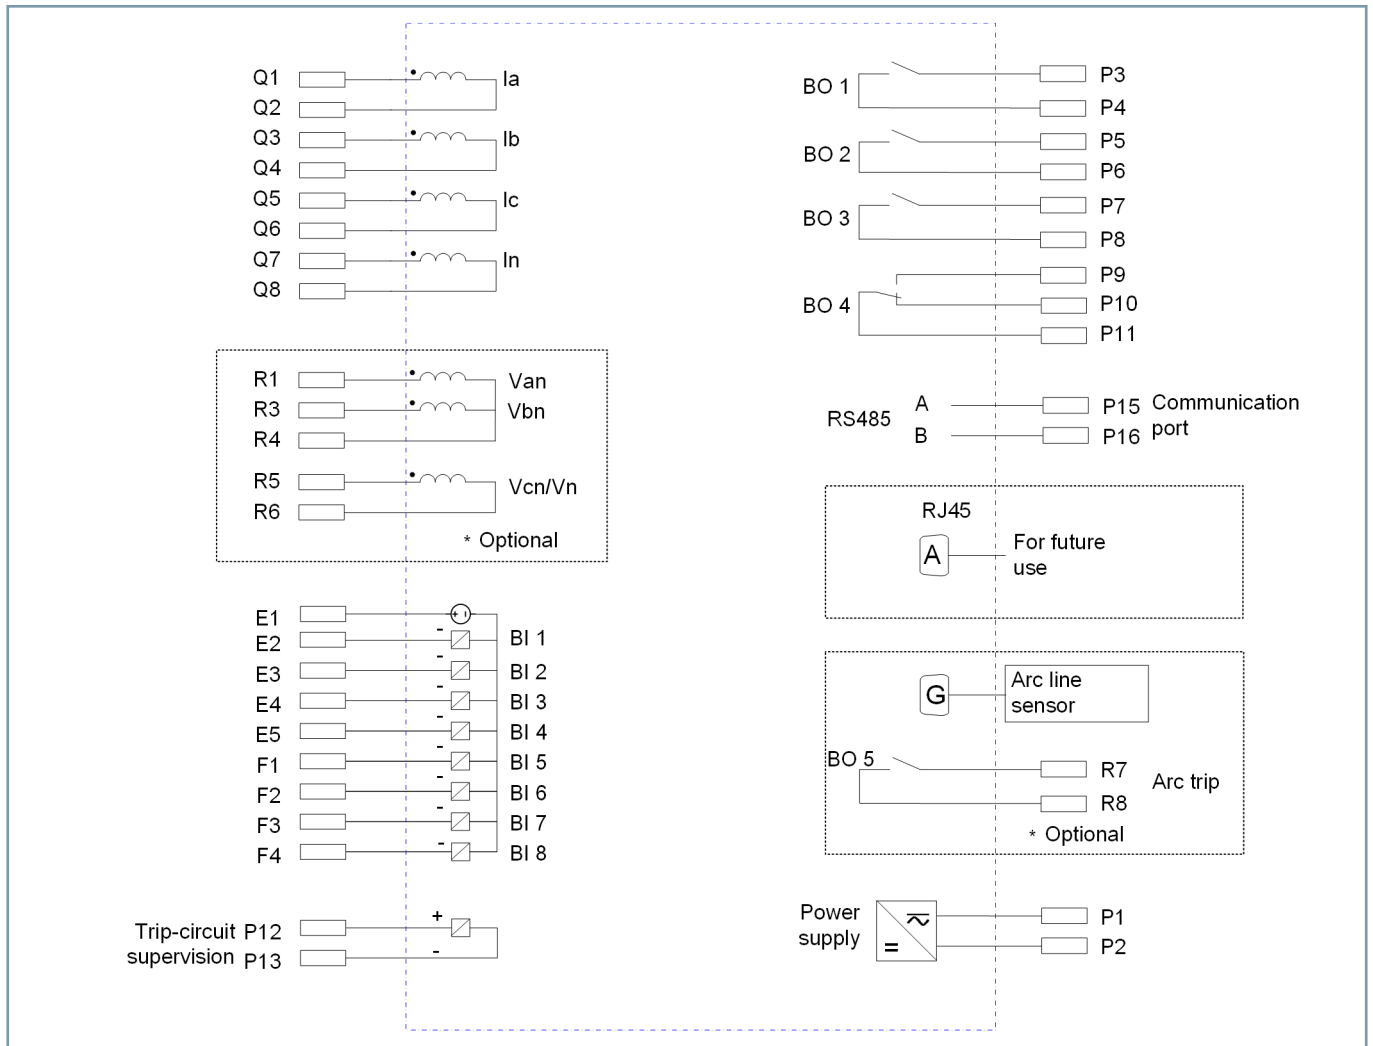 Q1
Ia
Q2
Q3
Ib
Q4
Q5
Ic
Q6
Q7
In
Q8
R1
Van
R3
Vbn
R4
R5
Vcn/Vn
R6
* Optional
E1
+ -
E2
- BI 1
E3
- BI 2
E4
- BI 3
E5
- BI 4
F1
- BI 5
F2
- BI 6
F3
- BI 7
F4
- BI 8
Trip-circuit P12
+
supervision P13
-
BO 1
P3
P4
BO 2
P5
P6
BO 3
P7
P8
BO 4
P9
P10
P11
RS485
A
P15
B
P16
Communication
port
RJ45
A
For future
use
G
Arc line
sensor
BO 5
R7
R8
Arc trip
* Optional
Power
supply
=
P1
P2